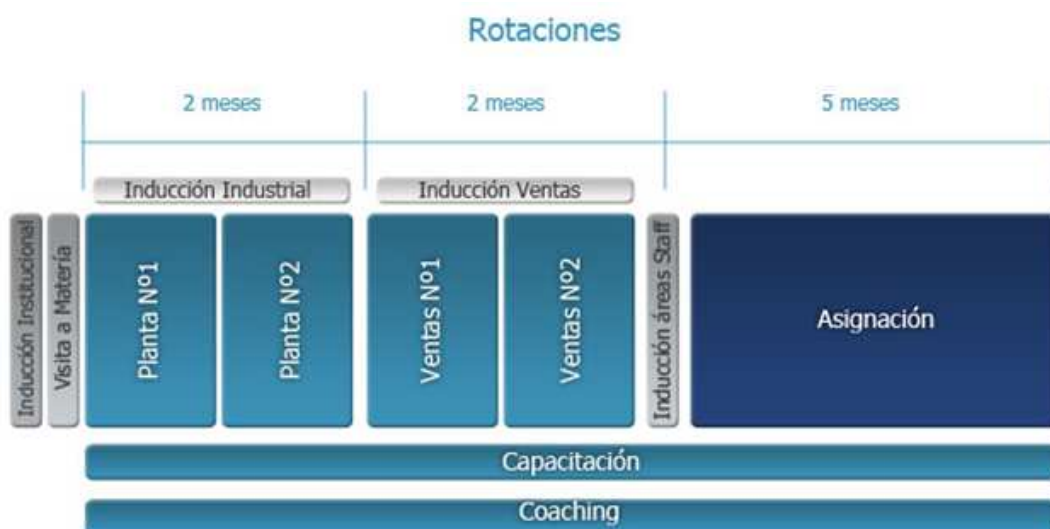 Rotaciones
2 meses
2 meses
5 meses
Inducción Industrial
Inducción Ventas
Inducción Institucional
Visita a Matería
Planta Nº1
Planta Nº2
Ventas Nº1
Ventas Nº2
Inducción áreas Staff
Asignación
Capacitación
Coaching